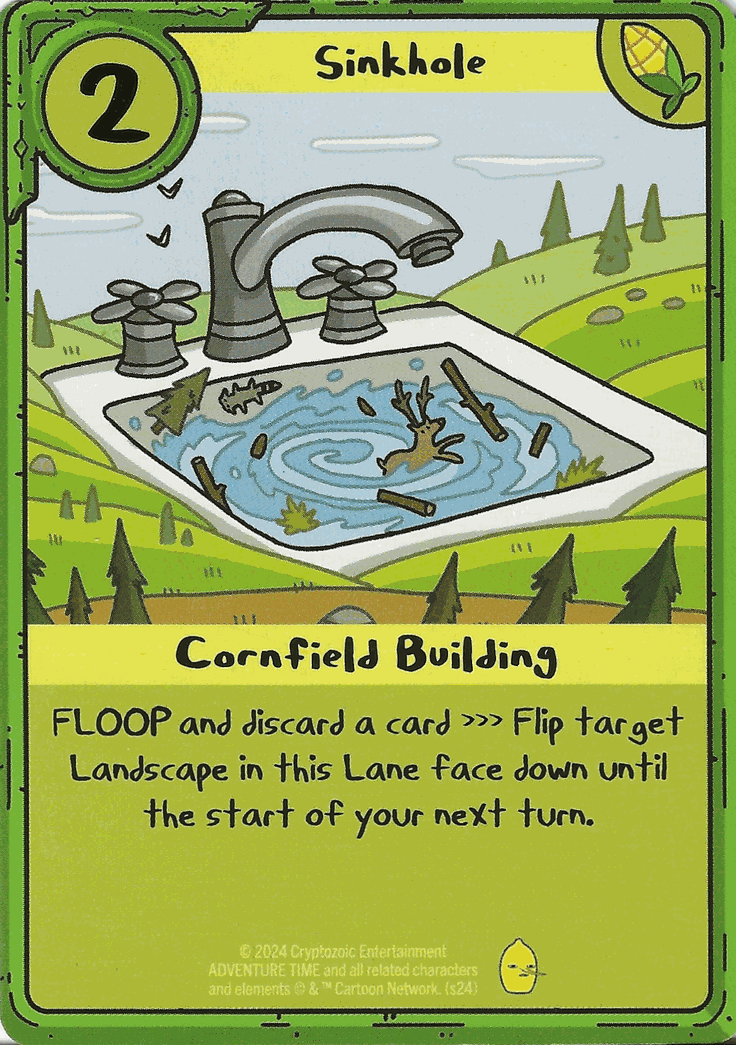 2
Sinkhole
Cornfield Building
FLOOP and discard a card >>> Flip target
Landscape in this Lane face down until
the start of your next turn.
© 2024 Cryptozoic Entertainment
ADVENTURE TIME and all related characters
and elements © & ™ Cartoon Network. (s24)